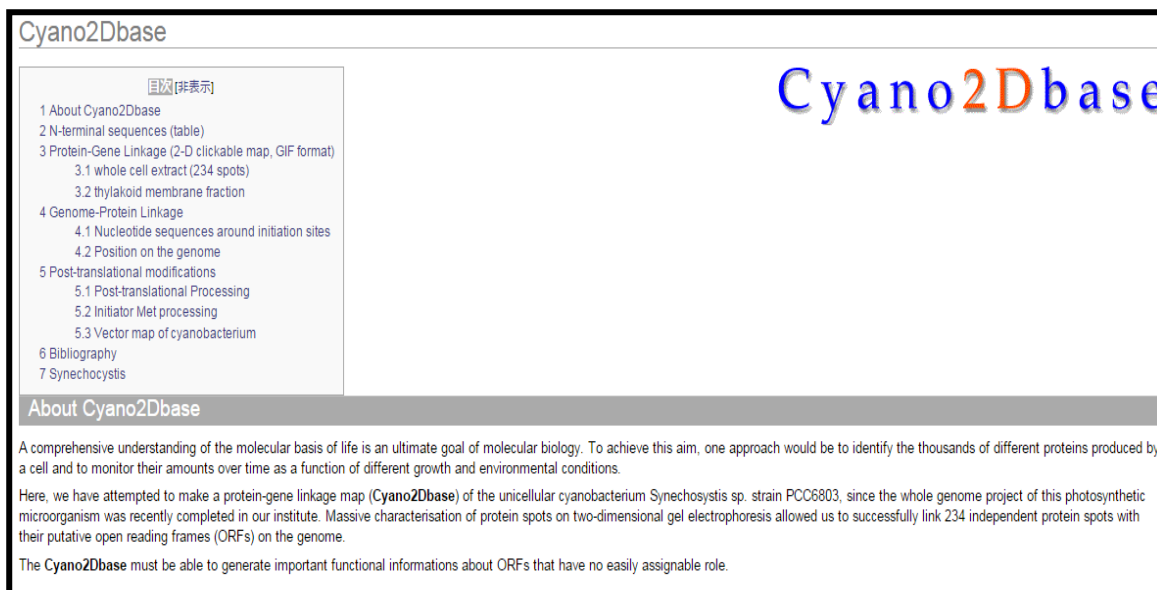 Cyano2Dbase
目次 [非表示]
Cyano2Dbase
1 About Cyano2Dbase
2 N-terminal sequences (table)
3 Protein-Gene Linkage (2-D clickable map, GIF format)
3.1 whole cell extract (234 spots)
3.2 thylakoid membrane fraction
4 Genome-Protein Linkage
4.1 Nucleotide sequences around initiation sites
4.2 Position on the genome
5 Post-translational modifications
5.1 Post-translational Processing
5.2 Initiator Met processing
5.3 Vector map of cyanobacterium
6 Bibliography
7 Synechocystis
About Cyano2Dbase
A comprehensive understanding of the molecular basis of life is an ultimate goal of molecular biology. To achieve this aim, one approach would be to identify the thousands of different proteins produced by
a cell and to monitor their amounts over time as a function of different growth and environmental conditions.
Here, we have attempted to make a protein-gene linkage map (Cyano2Dbase) of the unicellular cyanobacterium Synechosystis sp. strain PCC6803, since the whole genome project of this photosynthetic
microorganism was recently completed in our institute. Massive characterisation of protein spots on two-dimensional gel electrophoresis allowed us to successfully link 234 independent protein spots with
their putative open reading frames (ORFs) on the genome.
The Cyano2Dbase must be able to generate important functional informations about ORFs that have no easily assignable role.